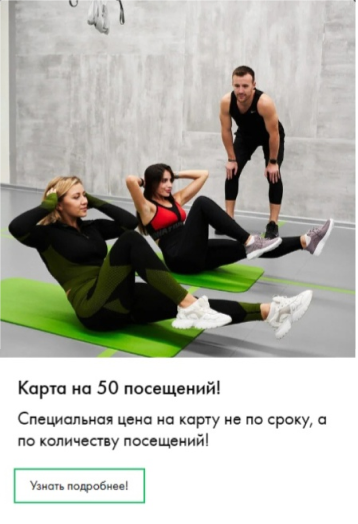 Карта на 50 посещений!
Специальная цена на карту не по сроку, а
по количеству посещений!
Узнать подробнее!